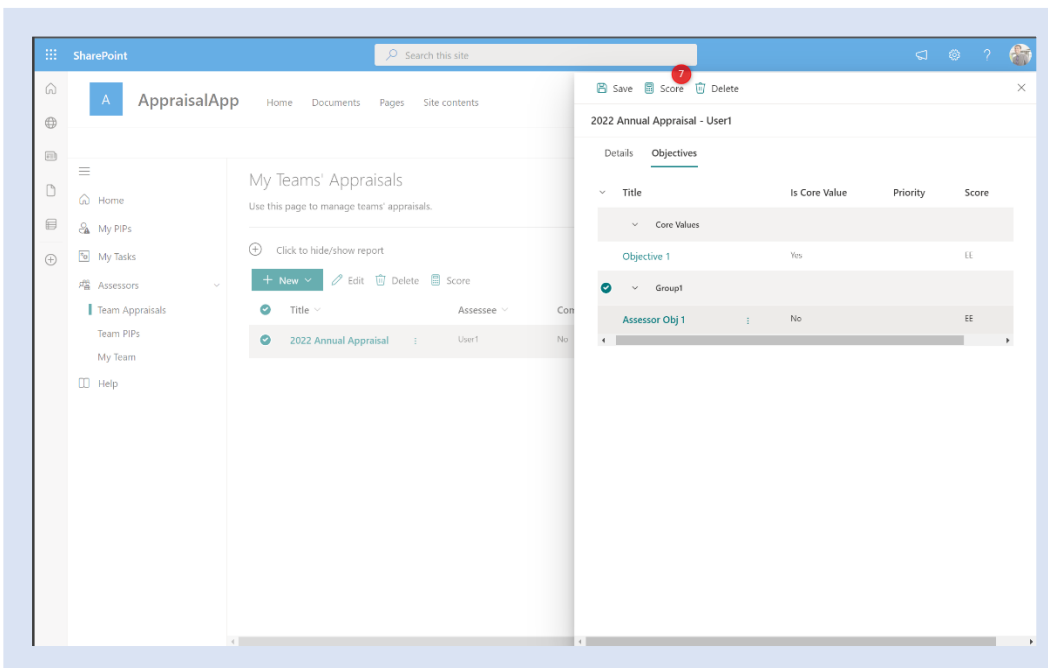 SharePoint
Search this site
?
7
A
AppraisalApp
Home
Documents
Pages
Site contents
Save
Score
Delete
2022 Annual Appraisal - User1
Details
Objectives
Home
My PIPs
My Tasks
Assessors
Team Appraisals
Team PIPs
My Team
Help
My Teams' Appraisals
Use this page to manage teams' appraisals.
Click to hide/show report
New
Edit
Delete
Score
Title
Assessee
Con
2022 Annual Appraisal
User1
No
Title
Is Core Value
Priority
Score
Core Values
Objective 1
Yes
EE
Group1
Assessor Obj 1
No
EE